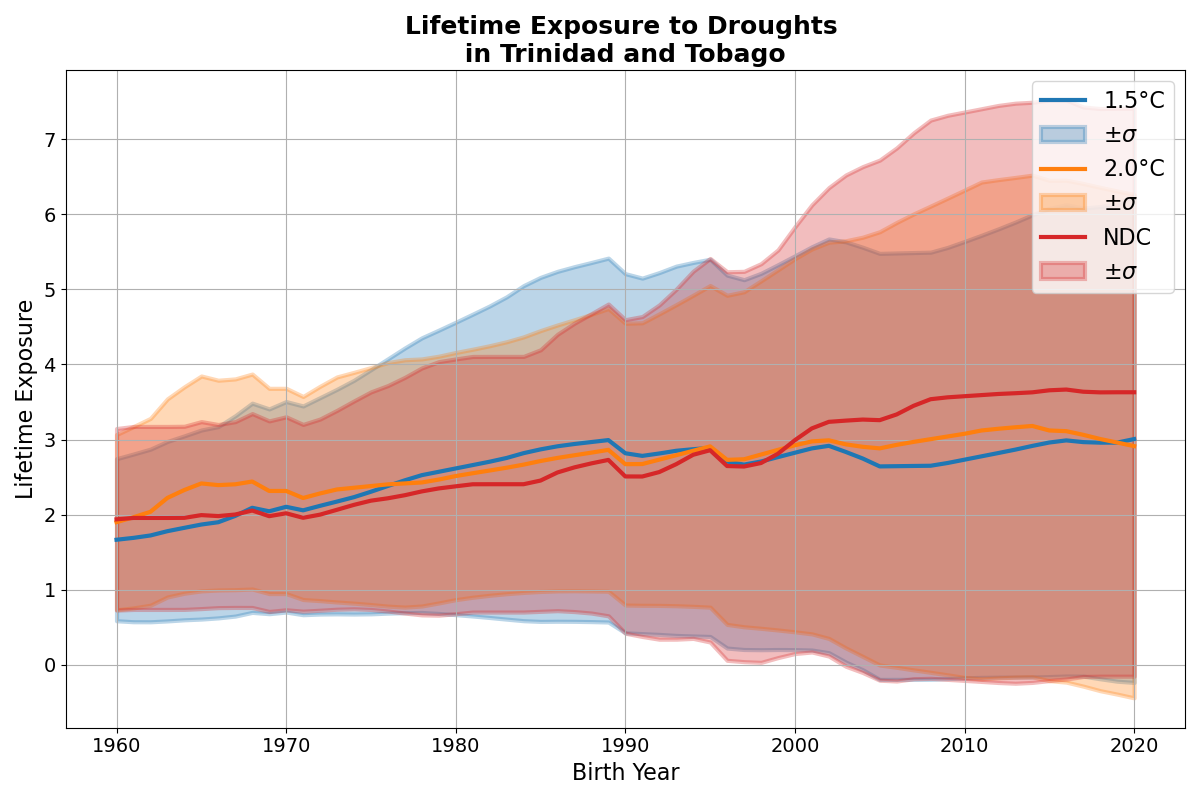 Lifetime Exposure to Droughts
in Trinidad and Tobago
Lifetime Exposure
7
6
5
4
3
2
1
0
1960 1970 1980 1990 2000 2010 2020
Birth Year
1.5°C
±σ
2.0°C
±σ
NDC
±σ